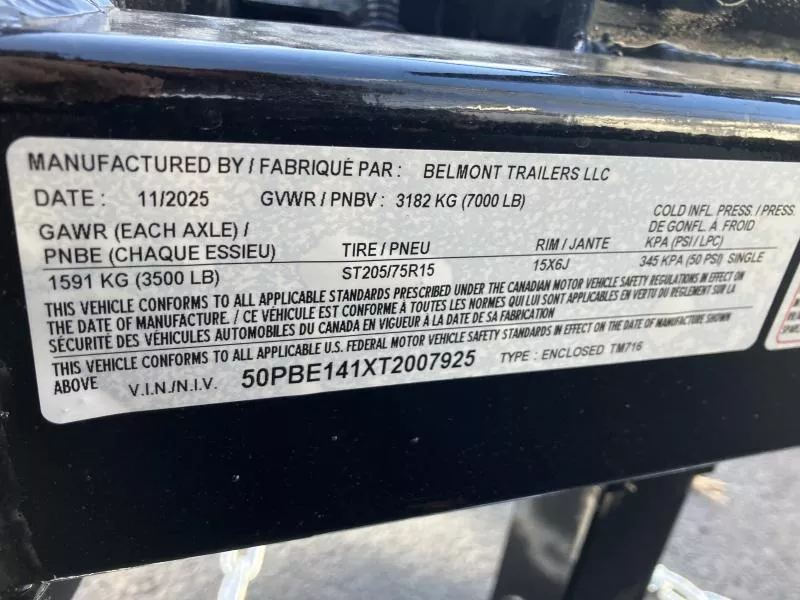 MANUFACTURED BY / FABRIQUÉ PAR : BELMONT TRAILERS LLC
DATE : 11/2025 GVWR / PNBV : 3182 KG (7000 LB)
GAWR (EACH AXLE) /
PNBE (CHAQUE ESSIEU) TIRE / PNEU RIM / JANTE COLD INFL. PRESS. / PRESS.
DE GONFL. À FROID
KPA (PSI / LPC)
1591 KG (3500 LB) ST205/75R15 15X6J 345 KPA (50 PSI) SINGLE
THIS VEHICLE CONFORMS TO ALL APPLICABLE STANDARDS PRESCRIBED UNDER THE CANADIAN MOTOR VEHICLE SAFETY REGULATIONS IN EFFECT ON
THE DATE OF MANUFACTURE. / CE VÉHICULE EST CONFORME À TOUTES LES NORMES QUI LUI SONT APPLICABLES EN VERTU DU RÈGLEMENT SUR LA
SÉCURITÉ DES VÉHICULES AUTOMOBILES DU CANADA EN VIGUEUR À LA DATE DE SA FABRICATION
THIS VEHICLE CONFORMS TO ALL APPLICABLE U.S. FEDERAL MOTOR VEHICLE SAFETY STANDARDS IN EFFECT ON THE DATE OF MANUFACTURE SHOWN
ABOVE V.I.N./N.I.V. 50PBE141XT2007925 TYPE : ENCLOSED TM716